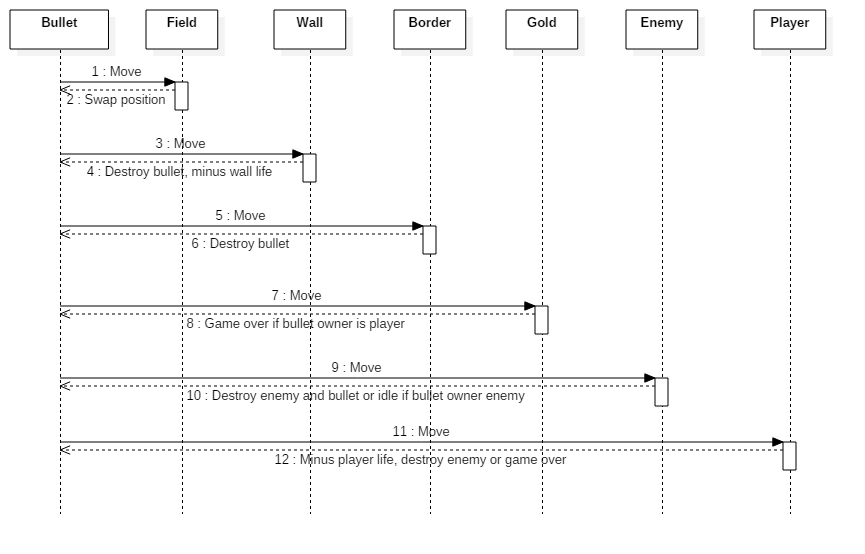 Bullet
Field
Wall
Border
Gold
Enemy
Player
1 : Move
2 : Swap position
3 : Move
4 : Destroy bullet, minus wall life
5 : Move
6 : Destroy bullet
7 : Move
8 : Game over if bullet owner is player
9 : Move
10 : Destroy enemy and bullet or idle if bullet owner enemy
11 : Move
12 : Minus player life, destroy enemy or game over